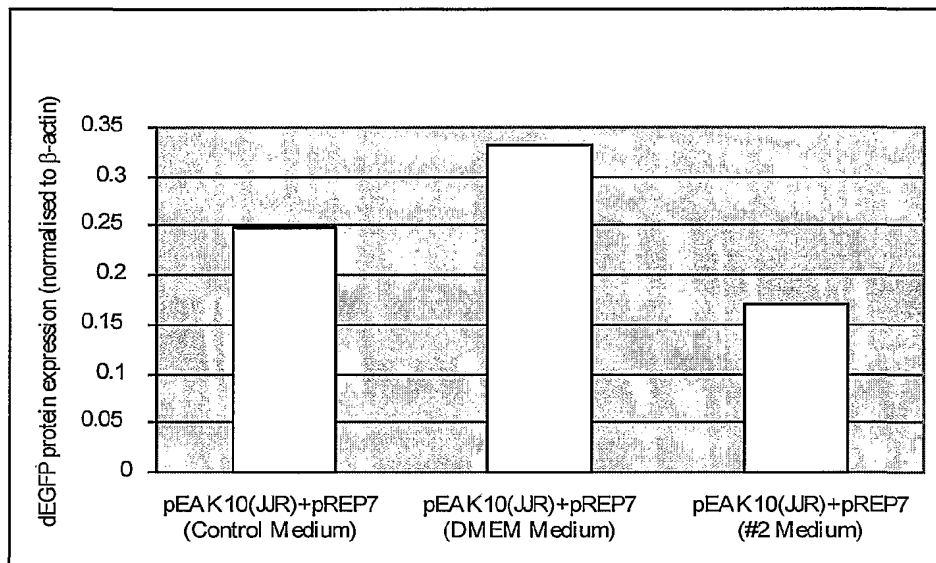 dEGFP protein expression (normalised to β-actin)
0.35
0.3
0.25
0.2
0.15
0.1
0.05
0
pEAK10(JJR)+pREP7
(Control Medium)
pEAK10(JJR)+pREP7
(DMEM Medium)
pEAK10(JJR)+pREP7
(#2 Medium)